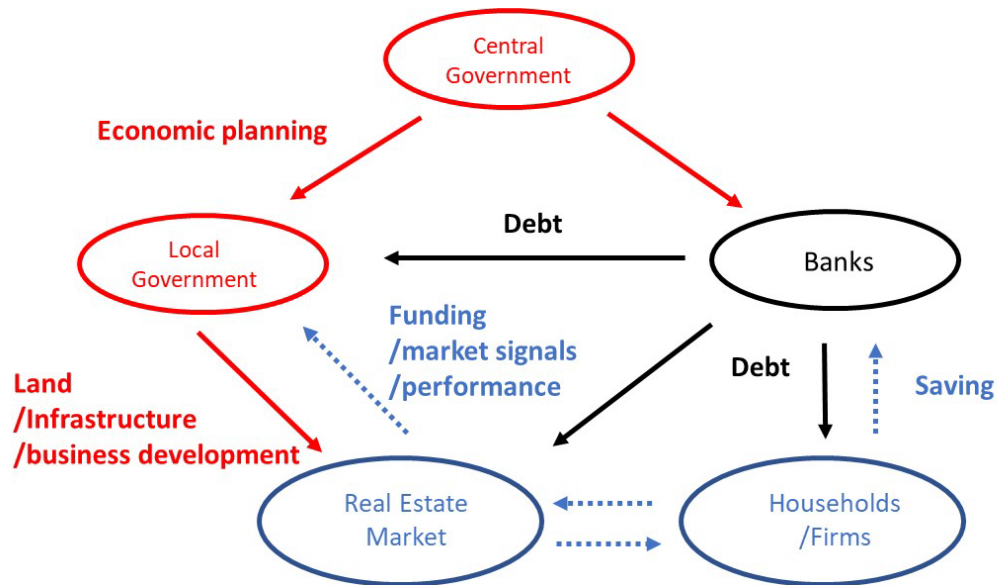 Central
Government
Economic planning
Debt
Local
Government
Banks
Funding
/market signals
/performance
Debt
Saving
Land
/Infrastructure
/business development
Real Estate
Market
Households
/Firms